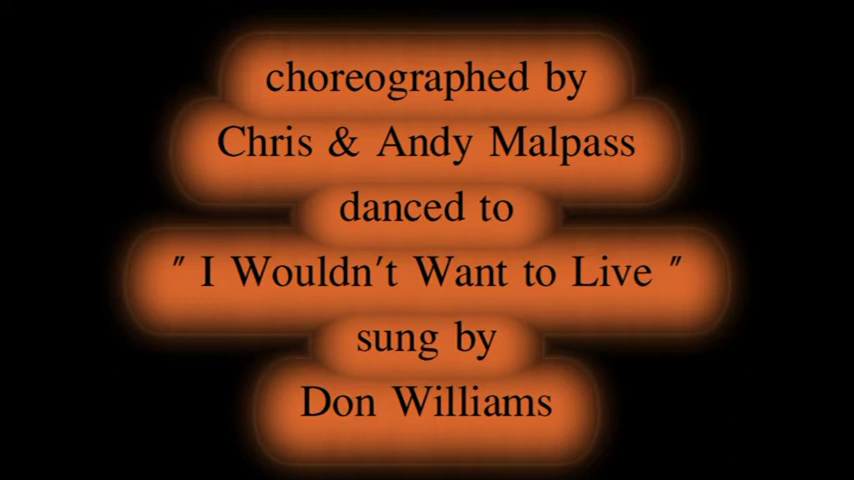 choreographed by
Chris & Andy Malpass
danced to
" I Wouldn't Want to Live "
sung by
Don Williams